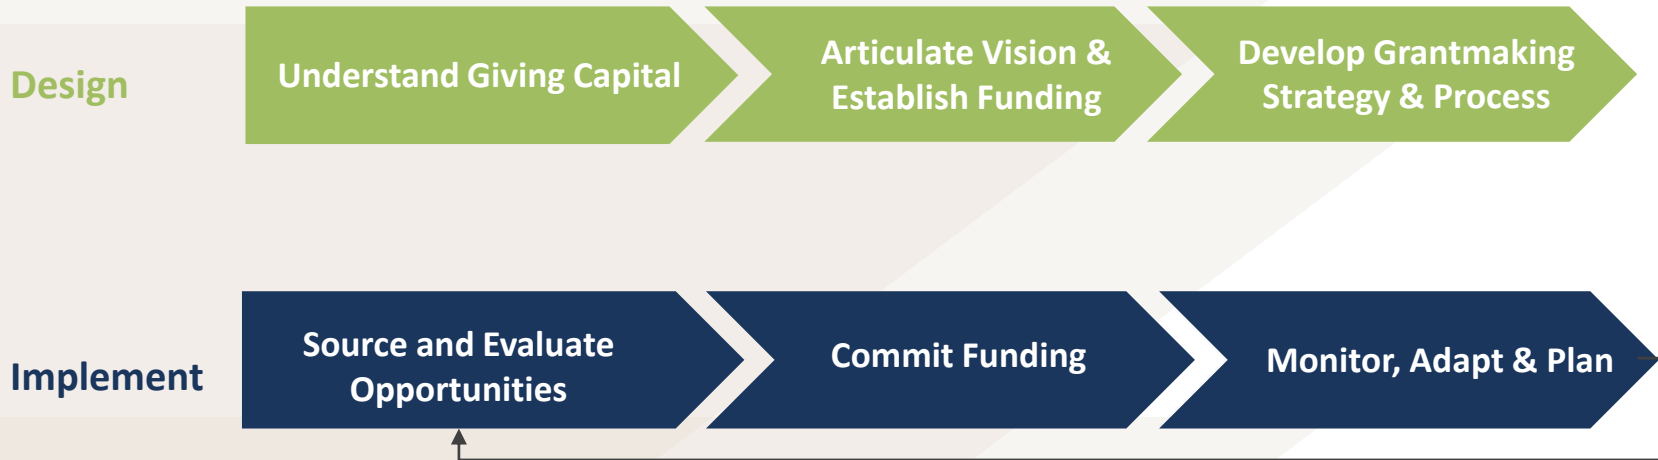 Design
Understand Giving Capital
Articulate Vision &
Establish Funding
Develop Grantmaking
Strategy & Process
Implement
Source and Evaluate
Opportunities
Commit Funding
Monitor, Adapt & Plan